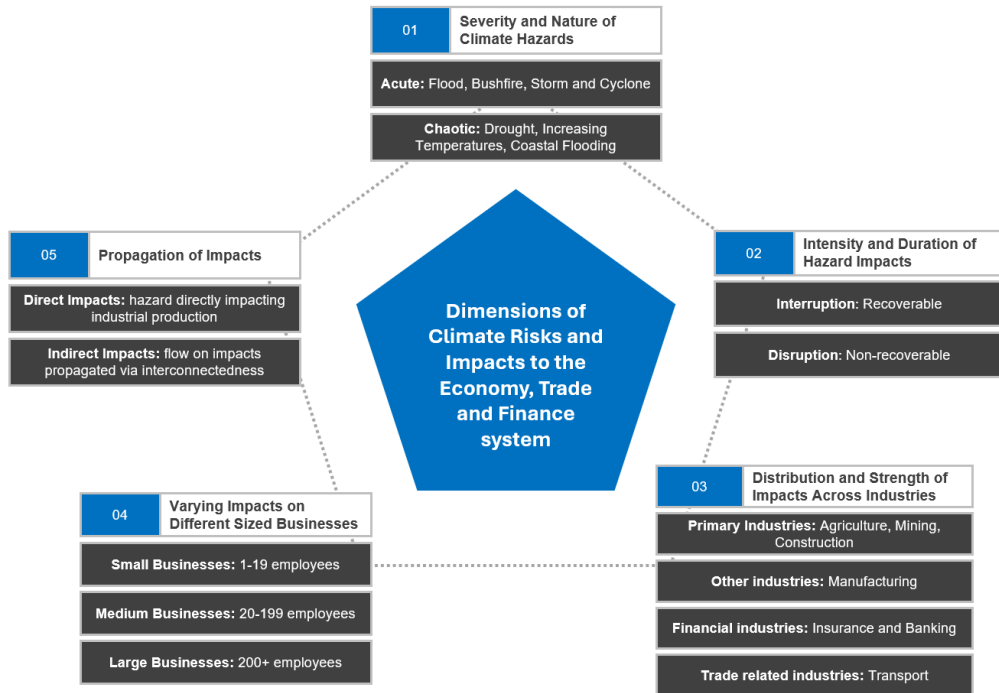 01
Severity and Nature of
Climate Hazards
Acute: Flood, Bushfire, Storm and Cyclone
Chaotic: Drought, Increasing
Temperatures, Coastal Flooding
02
Intensity and Duration of
Hazard Impacts
Interruption: Recoverable
Disruption: Non-recoverable
03
Distribution and Strength of
Impacts Across Industries
Primary Industries: Agriculture, Mining,
Construction
Other industries: Manufacturing
Financial industries: Insurance and Banking
Trade related industries: Transport
04
Varying Impacts on
Different Sized Businesses
Small Businesses: 1-19 employees
Medium Businesses: 20-199 employees
Large Businesses: 200+ employees
05
Propagation of Impacts
Direct Impacts: hazard directly impacting
industrial production
Indirect Impacts: flow on impacts
propagated via interconnectedness
Dimensions of
Climate Risks and
Impacts to the
Economy, Trade
and Finance
system